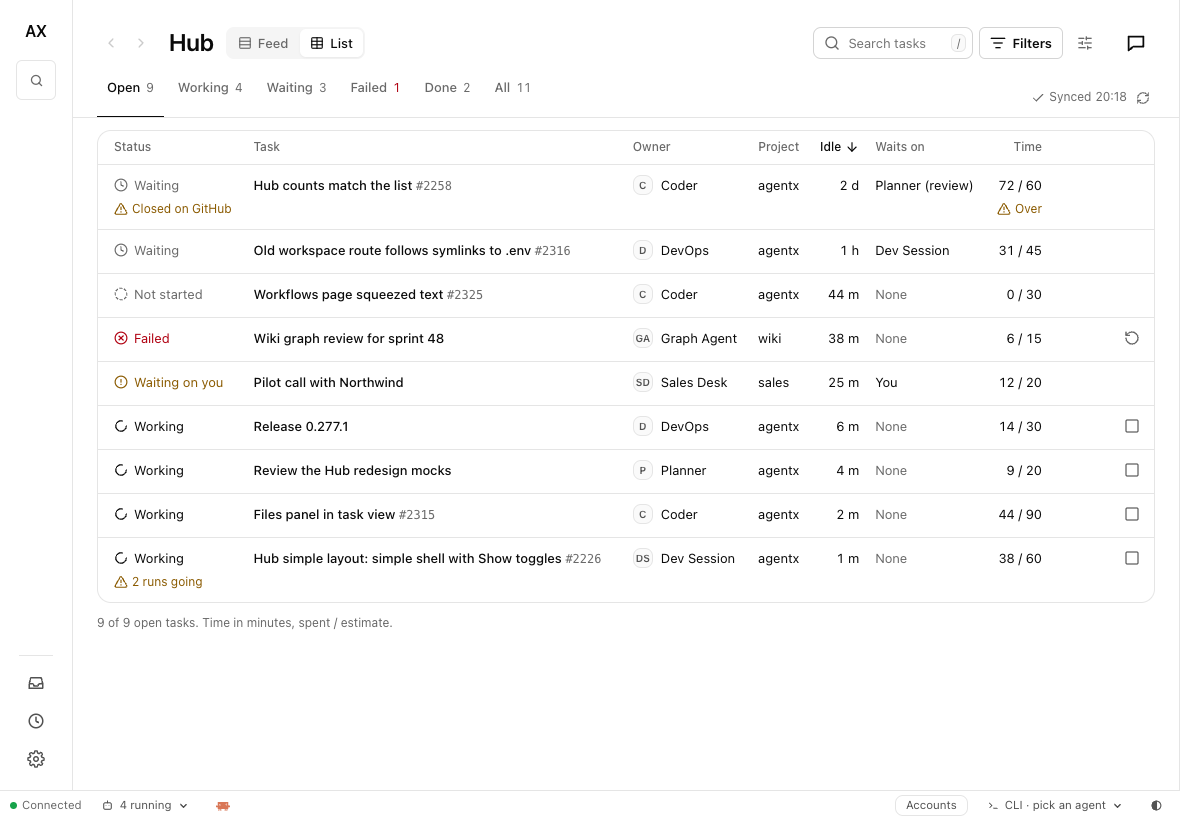 AX
Hub
Feed
List
Search tasks /
Filters
Open 9
Working 4
Waiting 3
Failed 1
Done 2
All 11
Synced 20:18
Status Task Owner Project Idle Waits on Time
Waiting Hub counts match the list #2258 C Coder agentx 2 d Planner (review) 72 / 60
Closed on GitHub Over
Waiting Old workspace route follows symlinks to .env #2316 D DevOps agentx 1 h Dev Session 31 / 45
Not started Workflows page squeezed text #2325 C Coder agentx 44 m None 0 / 30
Failed Wiki graph review for sprint 48 GA Graph Agent wiki 38 m None 6 / 15
Waiting on you Pilot call with Northwind SD Sales Desk sales 25 m You 12 / 20
Working Release 0.277.1 D DevOps agentx 6 m None 14 / 30
Working Review the Hub redesign mocks P Planner agentx 4 m None 9 / 20
Working Files panel in task view #2315 C Coder agentx 2 m None 44 / 90
Working Hub simple layout: simple shell with Show toggles #2226 DS Dev Session agentx 1 m None 38 / 60
2 runs going
9 of 9 open tasks. Time in minutes, spent / estimate.
Connected
4 running
Accounts
CLI · pick an agent